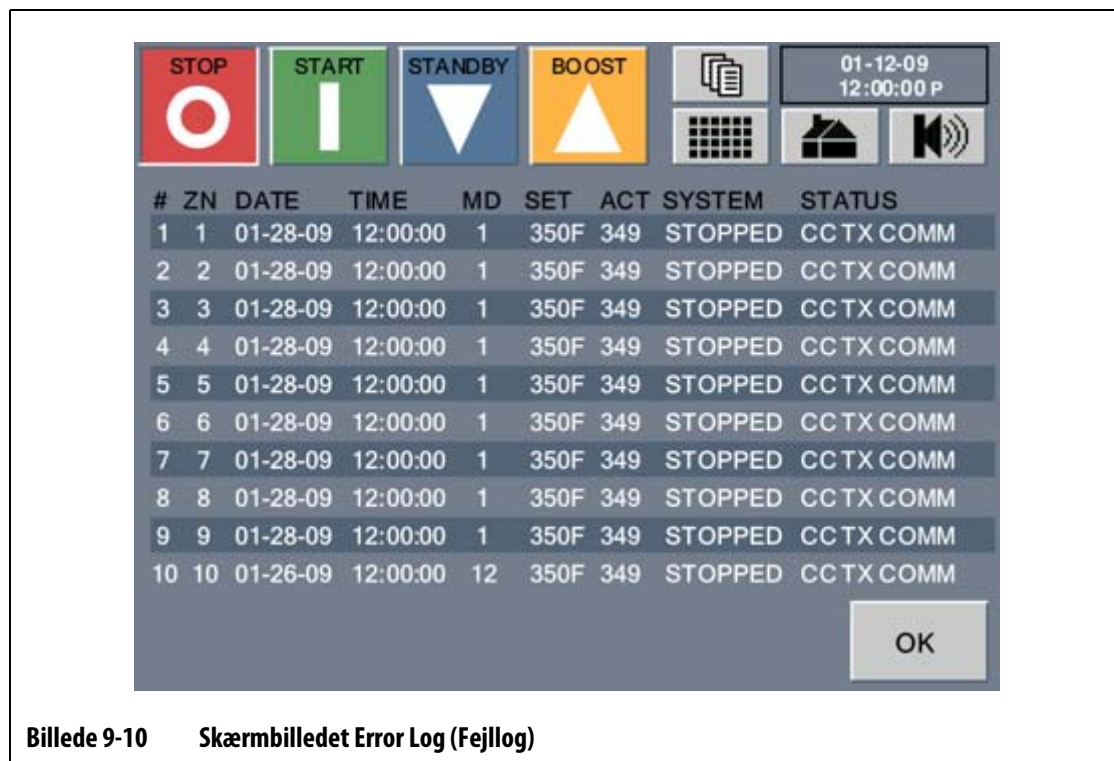 STOP START STANDBY BOOST 01-12-09
12:00:00 P
# ZN DATE TIME MD SET ACT SYSTEM STATUS
1 1 01-28-09 12:00:00 1 350F 349 STOPPED CC TX COMM
2 2 01-28-09 12:00:00 1 350F 349 STOPPED CC TX COMM
3 3 01-28-09 12:00:00 1 350F 349 STOPPED CC TX COMM
4 4 01-28-09 12:00:00 1 350F 349 STOPPED CC TX COMM
5 5 01-28-09 12:00:00 1 350F 349 STOPPED CC TX COMM
6 6 01-28-09 12:00:00 1 350F 349 STOPPED CC TX COMM
7 7 01-28-09 12:00:00 1 350F 349 STOPPED CC TX COMM
8 8 01-28-09 12:00:00 1 350F 349 STOPPED CC TX COMM
9 9 01-28-09 12:00:00 1 350F 349 STOPPED CC TX COMM
10 10 01-26-09 12:00:00 12 350F 349 STOPPED CC TX COMM
OK
Billede 9-10 Skærmbilledet Error Log (Fejllog)